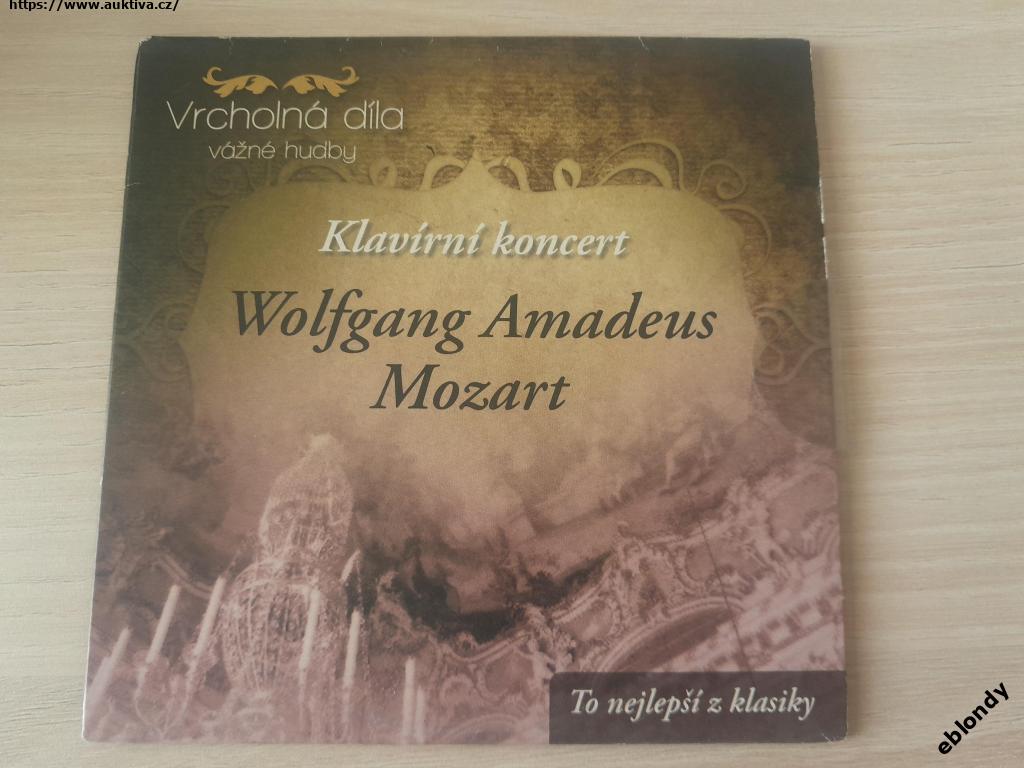 https://www.auktiva.cz/
Vrcholná díla
vážné hudby
Klavírní koncert
Wolfgang Amadeus
Mozart
To nejlepší z klasiky
eblondy